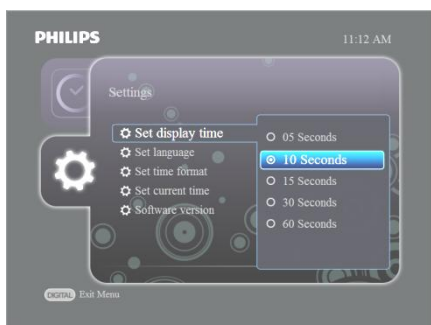 PHILIPS
11:12 AM
Settings
Set display time
Set language
Set time format
Set current time
Software version
05 Seconds
10 Seconds
15 Seconds
30 Seconds
60 Seconds
DIGITAL Exit Menu